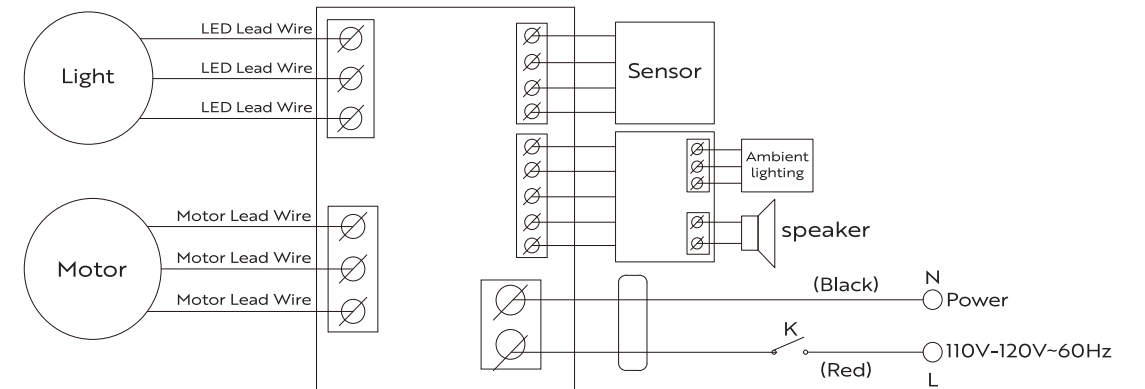 LED Lead Wire
LED Lead Wire
LED Lead Wire
Light
Motor Lead Wire
Motor Lead Wire
Motor Lead Wire
Motor
Sensor
Ambient
lighting
speaker
(Black)
N
Power
K
(Red)
110V-120V~60Hz
L